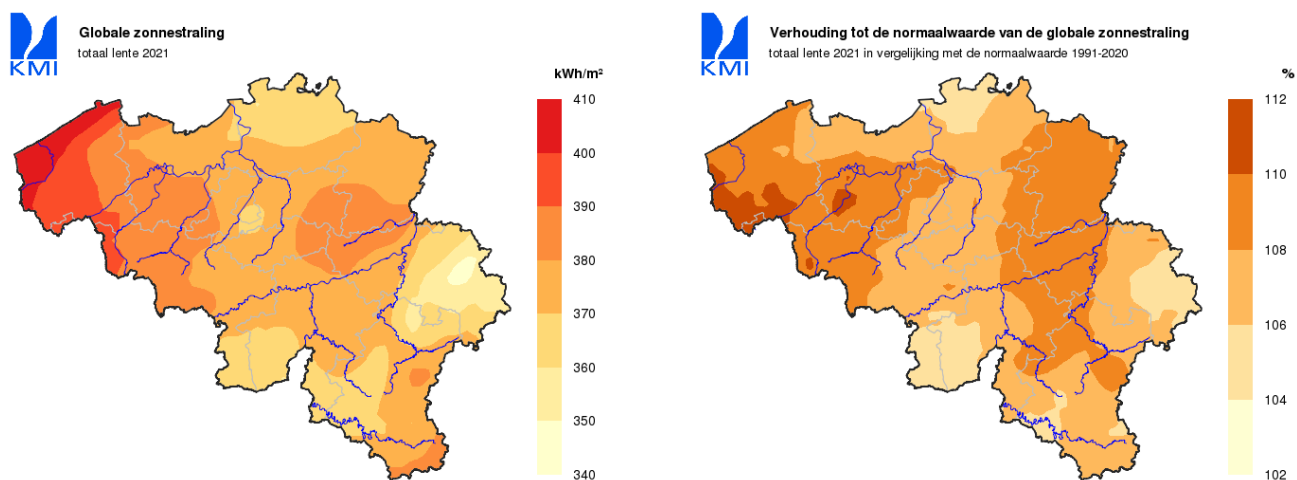 KMI
Globale zonnestraling
totaal lente 2021
kWh/m²
410
400
390
380
370
360
350
340
KMI
Verhouding tot de normaalwaarde van de globale zonnestraling
totaal lente 2021 in vergelijking met de normaalwaarde 1991-2020
%
112
110
108
106
104
102